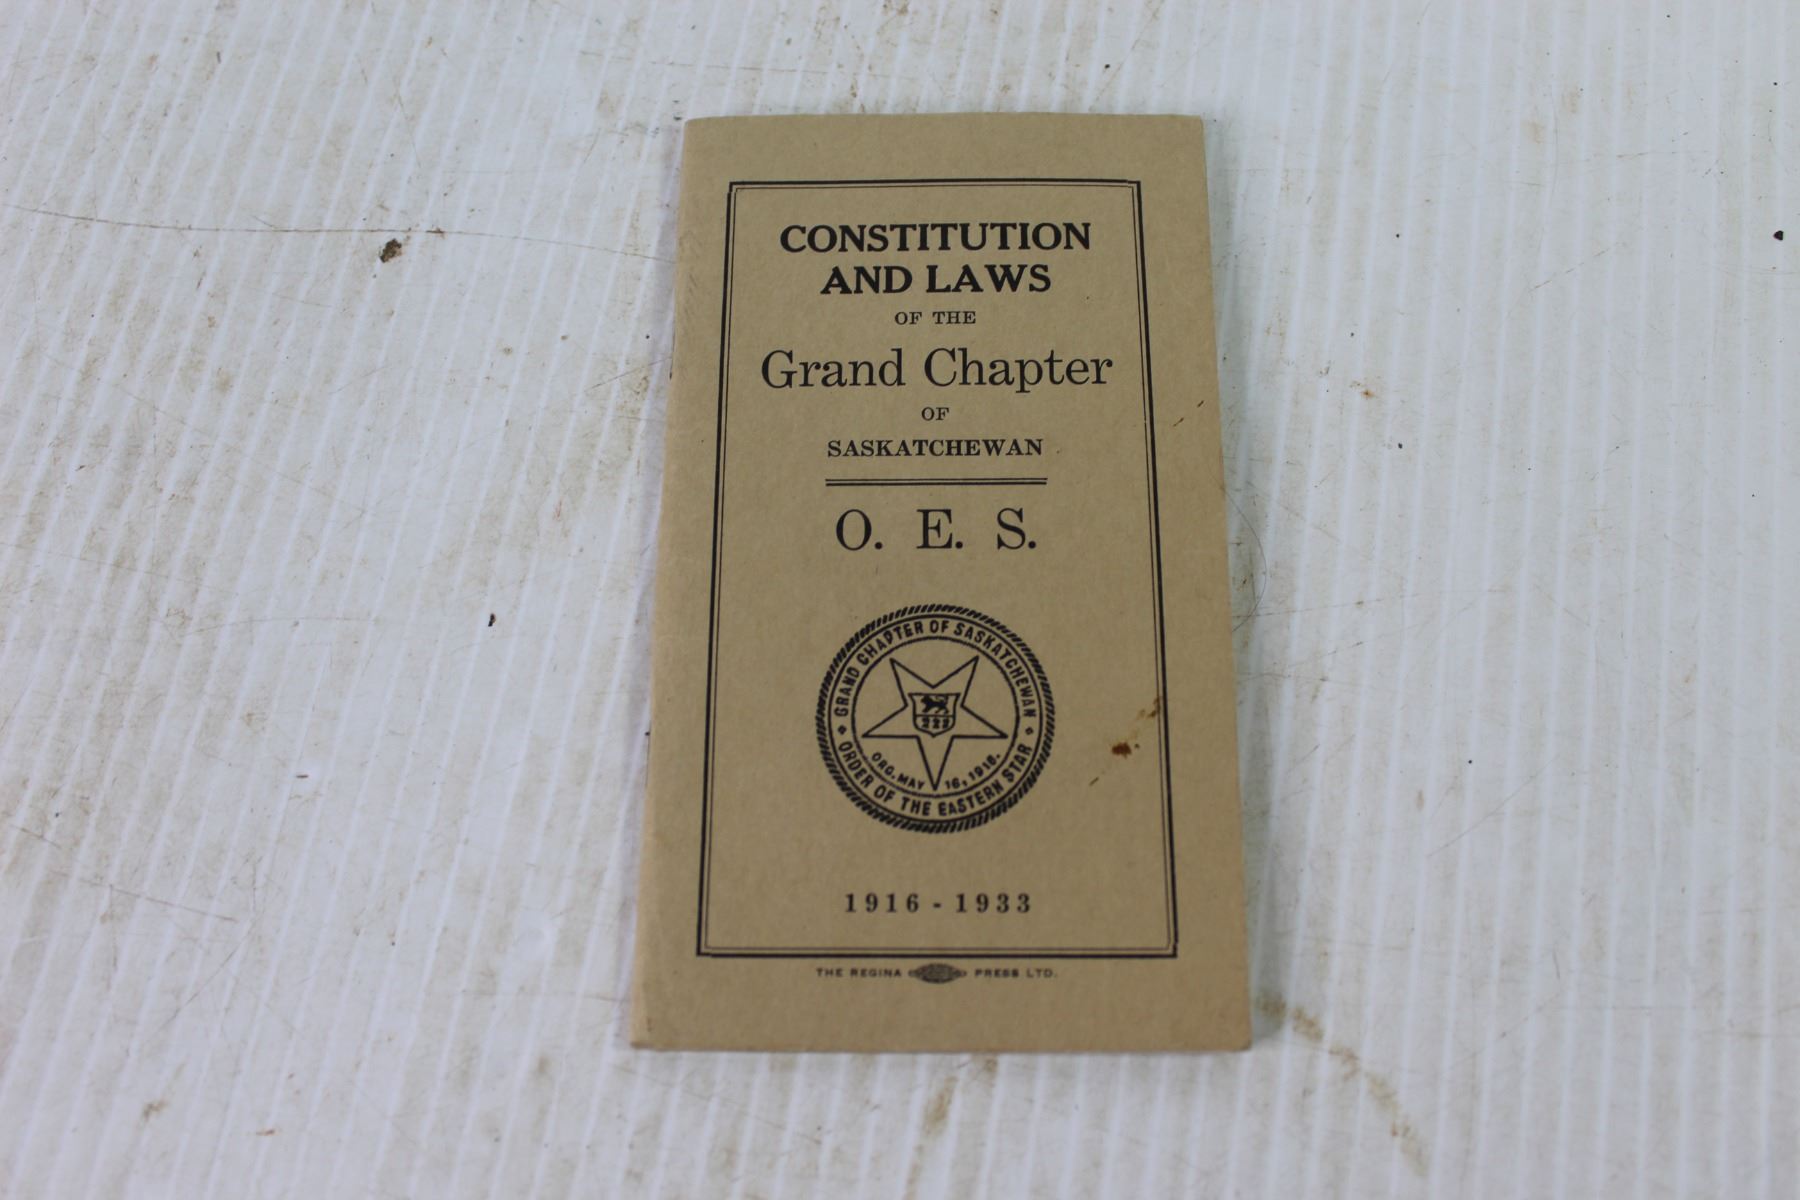 CONSTITUTION
AND LAWS
OF THE
Grand Chapter
OF
SASKATCHEWAN
O. E. S.
GRAND CHAPTER OF SASKATCHEWAN
ORG. MAY 16, 1916.
ORDER OF THE EASTERN STAR
1916 - 1933
THE REGINA PRESS LTD.